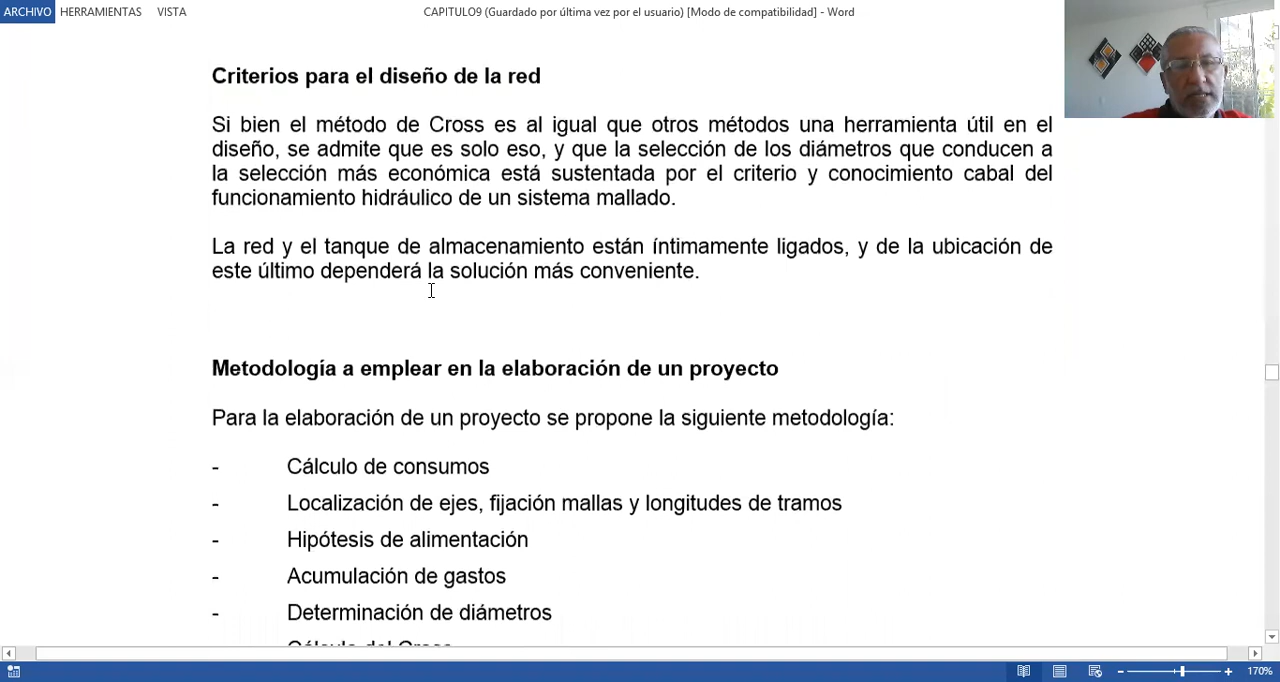 ARCHIVO HERRAMIENTAS VISTA CAPITULO9 (Guardado por última vez por el usuario) [Modo de compatibilidad] - Word
Criterios para el diseño de la red
Si bien el método de Cross es al igual que otros métodos una herramienta útil en el
diseño, se admite que es solo eso, y que la selección de los diámetros que conducen a
la selección más económica está sustentada por el criterio y conocimiento cabal del
funcionamiento hidráulico de un sistema mallado.
La red y el tanque de almacenamiento están íntimamente ligados, y de la ubicación de
este último dependerá la solución más conveniente.
Metodología a emplear en la elaboración de un proyecto
Para la elaboración de un proyecto se propone la siguiente metodología:
- Cálculo de consumos
- Localización de ejes, fijación mallas y longitudes de tramos
- Hipótesis de alimentación
- Acumulación de gastos
- Determinación de diámetros
Cálculo del Cross
170%